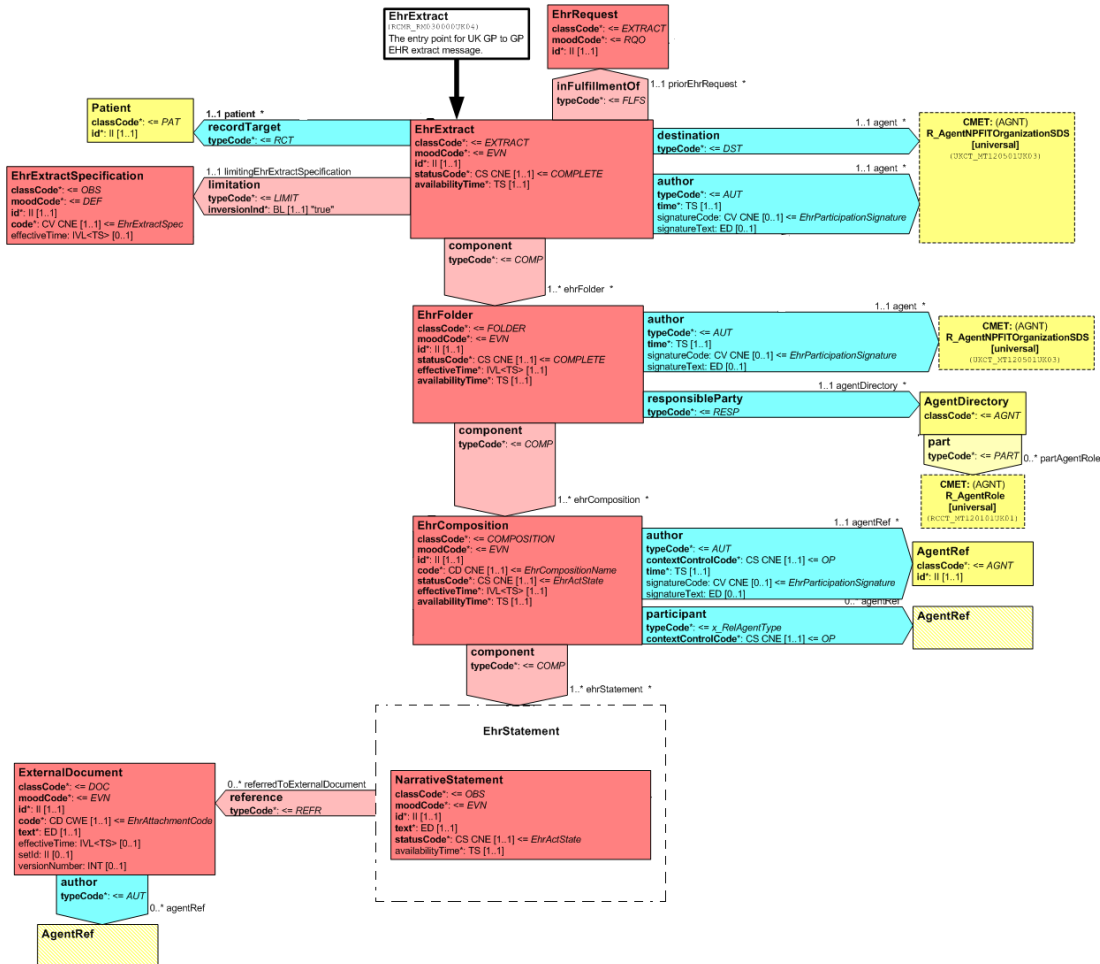 EhrExtract
(RCMR_RM030000UK04)
The entry point for UK GP to GP
EHR extract message.
EhrRequest
classCode*: <= EXTRACT
moodCode*: <= RQO
id*: II [1..1]
inFulfillmentOf
typeCode*: <= FLFS
1..1 priorEhrRequest *
Patient
classCode*: <= PAT
id*: II [1..1]
1..1 patient *
recordTarget
typeCode*: <= RCT
EhrExtract
classCode*: <= EXTRACT
moodCode*: <= EVN
id*: II [1..1]
statusCode*: CS CNE [1..1] <= COMPLETE
availabilityTime*: TS [1..1]
1..1 agent *
destination
typeCode*: <= DST
CMET: (AGNT)
R_AgentNPFITOrganizationSDS
[universal]
(UKCT_MT120501UK03)
1..1 agent *
author
typeCode*: <= AUT
time*: TS [1..1]
signatureCode: CV CNE [0..1] <= EhrParticipationSignature
signatureText: ED [0..1]
EhrExtractSpecification
classCode*: <= OBS
moodCode*: <= DEF
id*: II [1..1]
code*: CV CNE [1..1] <= EhrExtractSpec
effectiveTime: IVL<TS> [0..1]
1..1 limitingEhrExtractSpecification
limitation
typeCode*: <= LIMIT
inversionInd*: BL [1..1] "true"
component
typeCode*: <= COMP
1..* ehrFolder *
EhrFolder
classCode*: <= FOLDER
moodCode*: <= EVN
id*: II [1..1]
statusCode*: CS CNE [1..1] <= COMPLETE
effectiveTime*: IVL<TS> [1..1]
availabilityTime*: TS [1..1]
1..1 agent *
author
typeCode*: <= AUT
time*: TS [1..1]
signatureCode: CV CNE [0..1] <= EhrParticipationSignature
signatureText: ED [0..1]
CMET: (AGNT)
R_AgentNPFITOrganizationSDS
[universal]
(UKCT_MT120501UK03)
1..1 agentDirectory *
responsibleParty
typeCode*: <= RESP
AgentDirectory
classCode*: <= AGNT
part
typeCode*: <= PART
0..* partAgentRole
CMET: (AGNT)
R_AgentRole
[universal]
(RCCT_MT120101UK01)
component
typeCode*: <= COMP
1..* ehrComposition *
EhrComposition
classCode*: <= COMPOSITION
moodCode*: <= EVN
id*: II [1..1]
code*: CD CNE [1..1] <= EhrCompositionName
statusCode*: CS CNE [1..1] <= EhrActState
effectiveTime*: IVL<TS> [1..1]
availabilityTime*: TS [1..1]
1..1 agentRef *
author
typeCode*: <= AUT
contextControlCode*: CS CNE [1..1] <= OP
time*: TS [1..1]
signatureCode: CV CNE [0..1] <= EhrParticipationSignature
signatureText: ED [0..1]
AgentRef
classCode*: <= AGNT
id*: II [1..1]
0..* agentRef
participant
typeCode*: <= x_RelAgentType
contextControlCode*: CS CNE [1..1] <= OP
AgentRef
component
typeCode*: <= COMP
1..* ehrStatement *
EhrStatement
NarrativeStatement
classCode*: <= OBS
moodCode*: <= EVN
id*: II [1..1]
text*: ED [1..1]
statusCode*: CS CNE [1..1] <= EhrActState
availabilityTime*: TS [1..1]
0..* referredToExternalDocument
reference
typeCode*: <= REFR
ExternalDocument
classCode*: <= DOC
moodCode*: <= EVN
id*: II [1..1]
code*: CD CWE [1..1] <= EhrAttachmentCode
text*: ED [1..1]
effectiveTime: IVL<TS> [0..1]
setId: II [0..1]
versionNumber: INT [0..1]
author
typeCode*: <= AUT
0..* agentRef
AgentRef